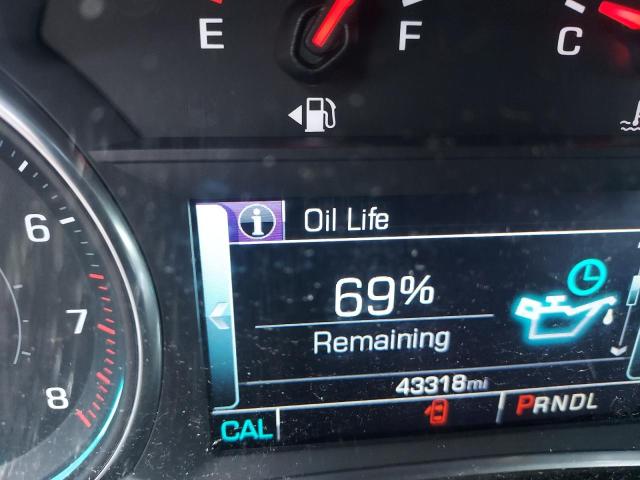 E F C
Oil Life
69%
Remaining
43318mi
CAL PRNDL
6
7
8